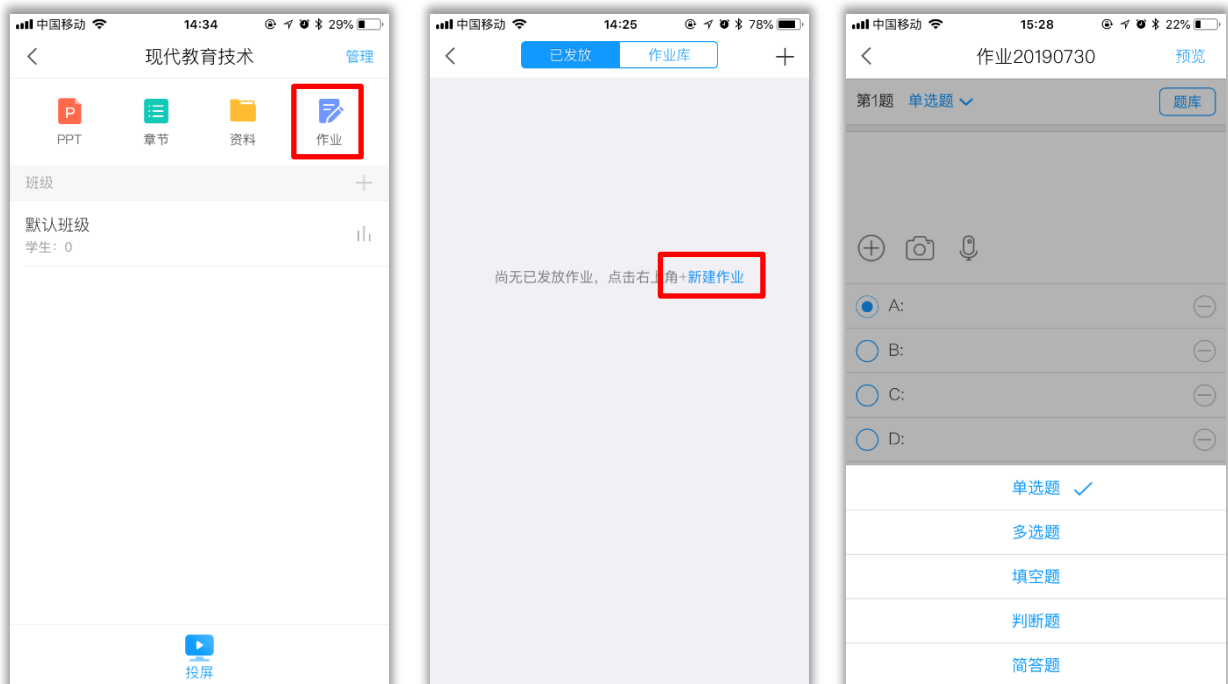 中国移动 14:34 29%
现代教育技术 管理
PPT 章节 资料 作业
班级
默认班级
学生：0
投屏
中国移动 14:25 78%
已发放 作业库
尚无已发放作业，点击右上角+新建作业
中国移动 15:28 22%
作业20190730 预览
第1题 单选题 题库
A:
B:
C:
D:
单选题
多选题
填空题
判断题
简答题